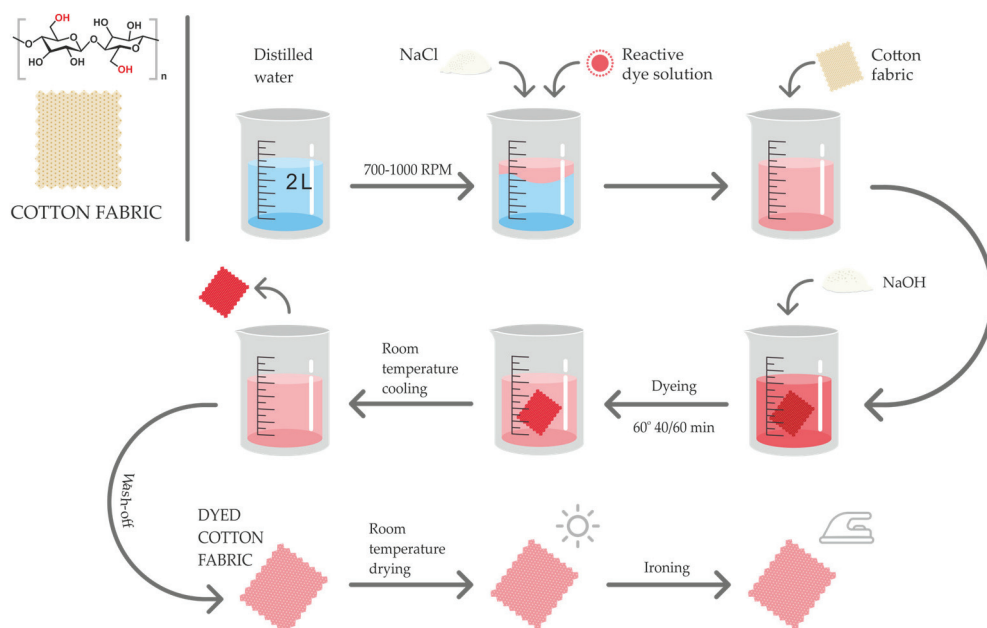 OH
HO
OH
HO
OH
OH
n
COTTON FABRIC
Distilled
water
2L
700-1000 RPM
NaCl
Reactive
dye solution
Cotton
fabric
NaOH
Dyeing
60° 40/60 min
Room
temperature
cooling
Wash-off
DYED
COTTON
FABRIC
Room
temperature
drying
Ironing